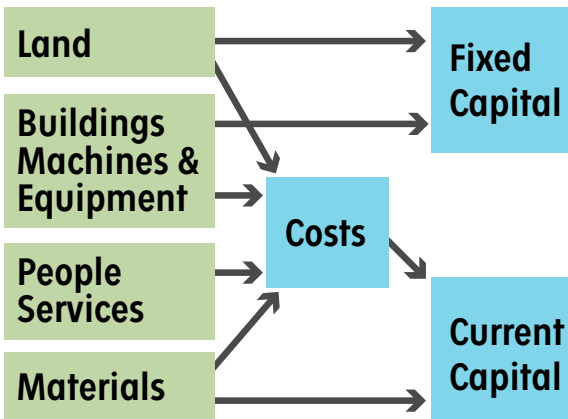 Land
Buildings
Machines &
Equipment
People
Services
Materials
Costs
Fixed
Capital
Current
Capital